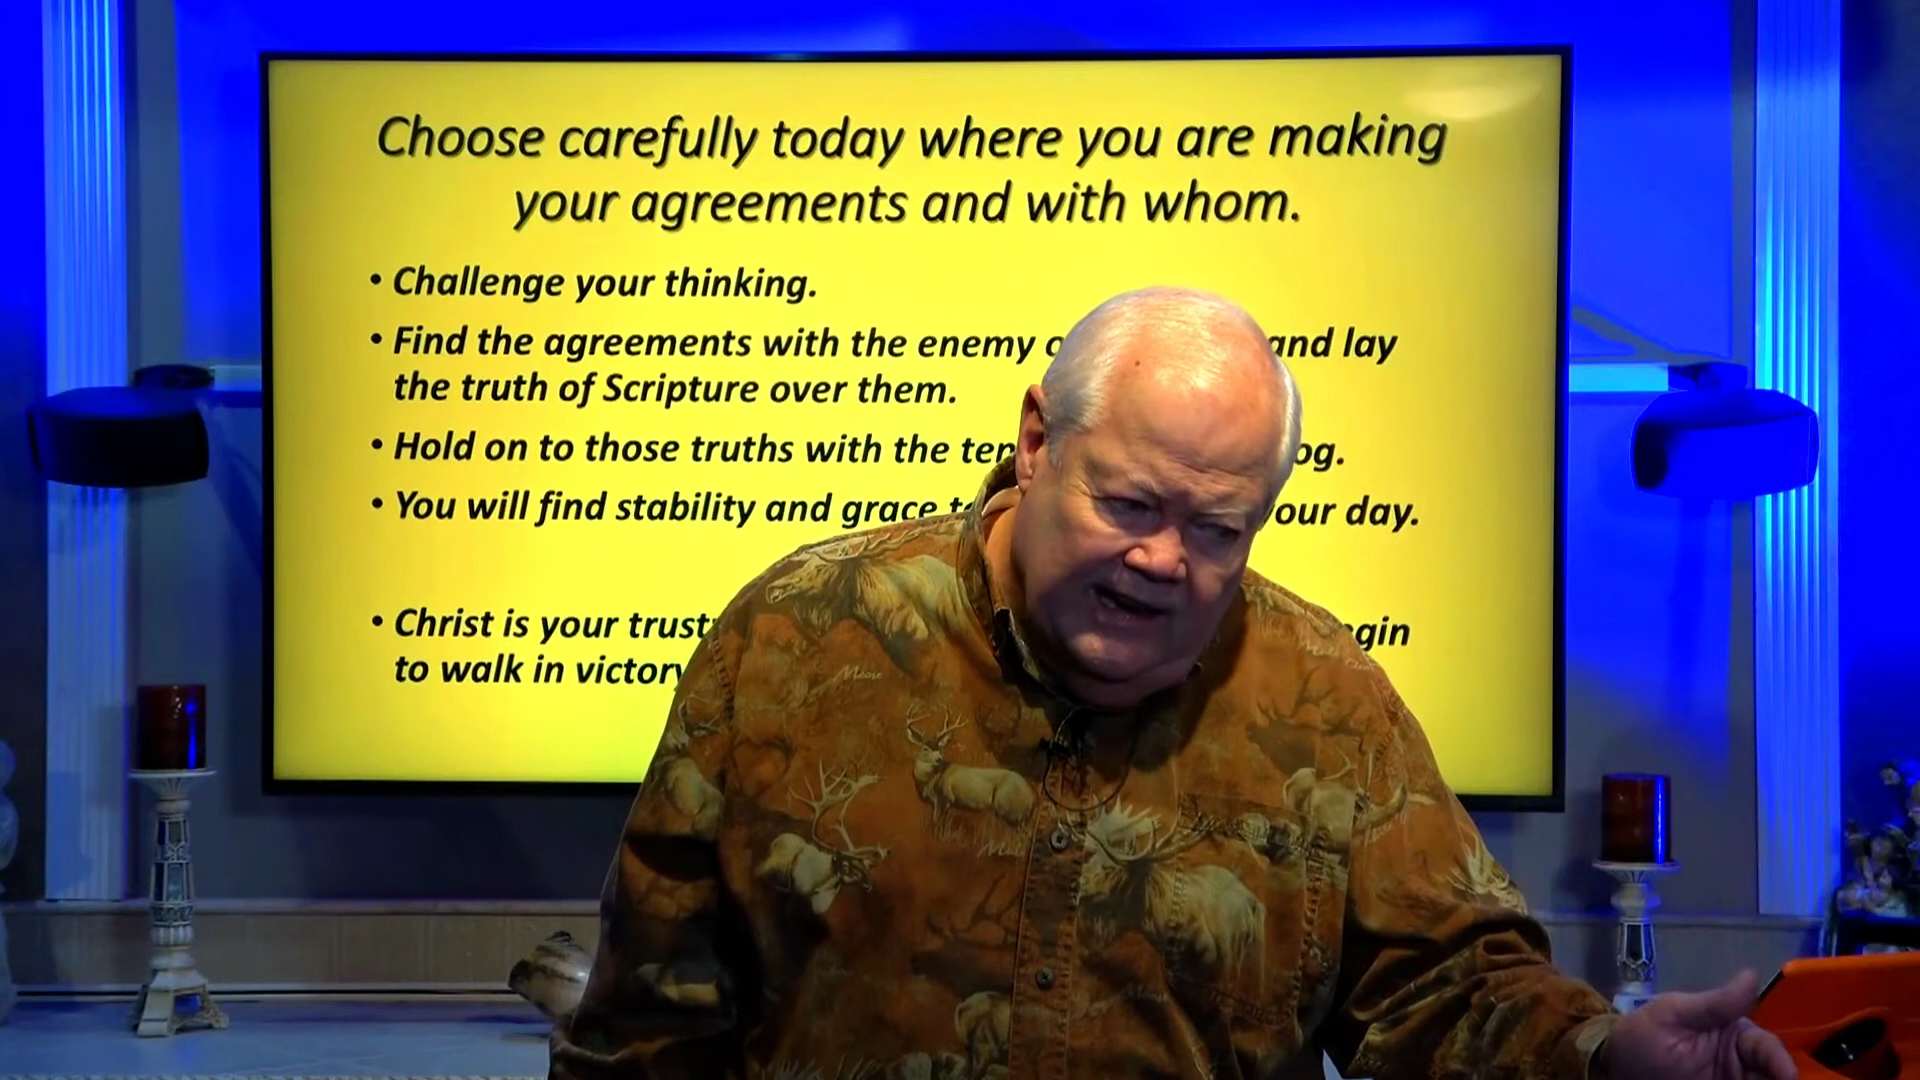 Choose carefully today where you are making
your agreements and with whom.
• Challenge your thinking.
• Find the agreements with the enemy and lay
the truth of Scripture over them.
• Hold on to those truths with the
• You will find stability and grace day.
• Christ is your
to walk in victory
Moose